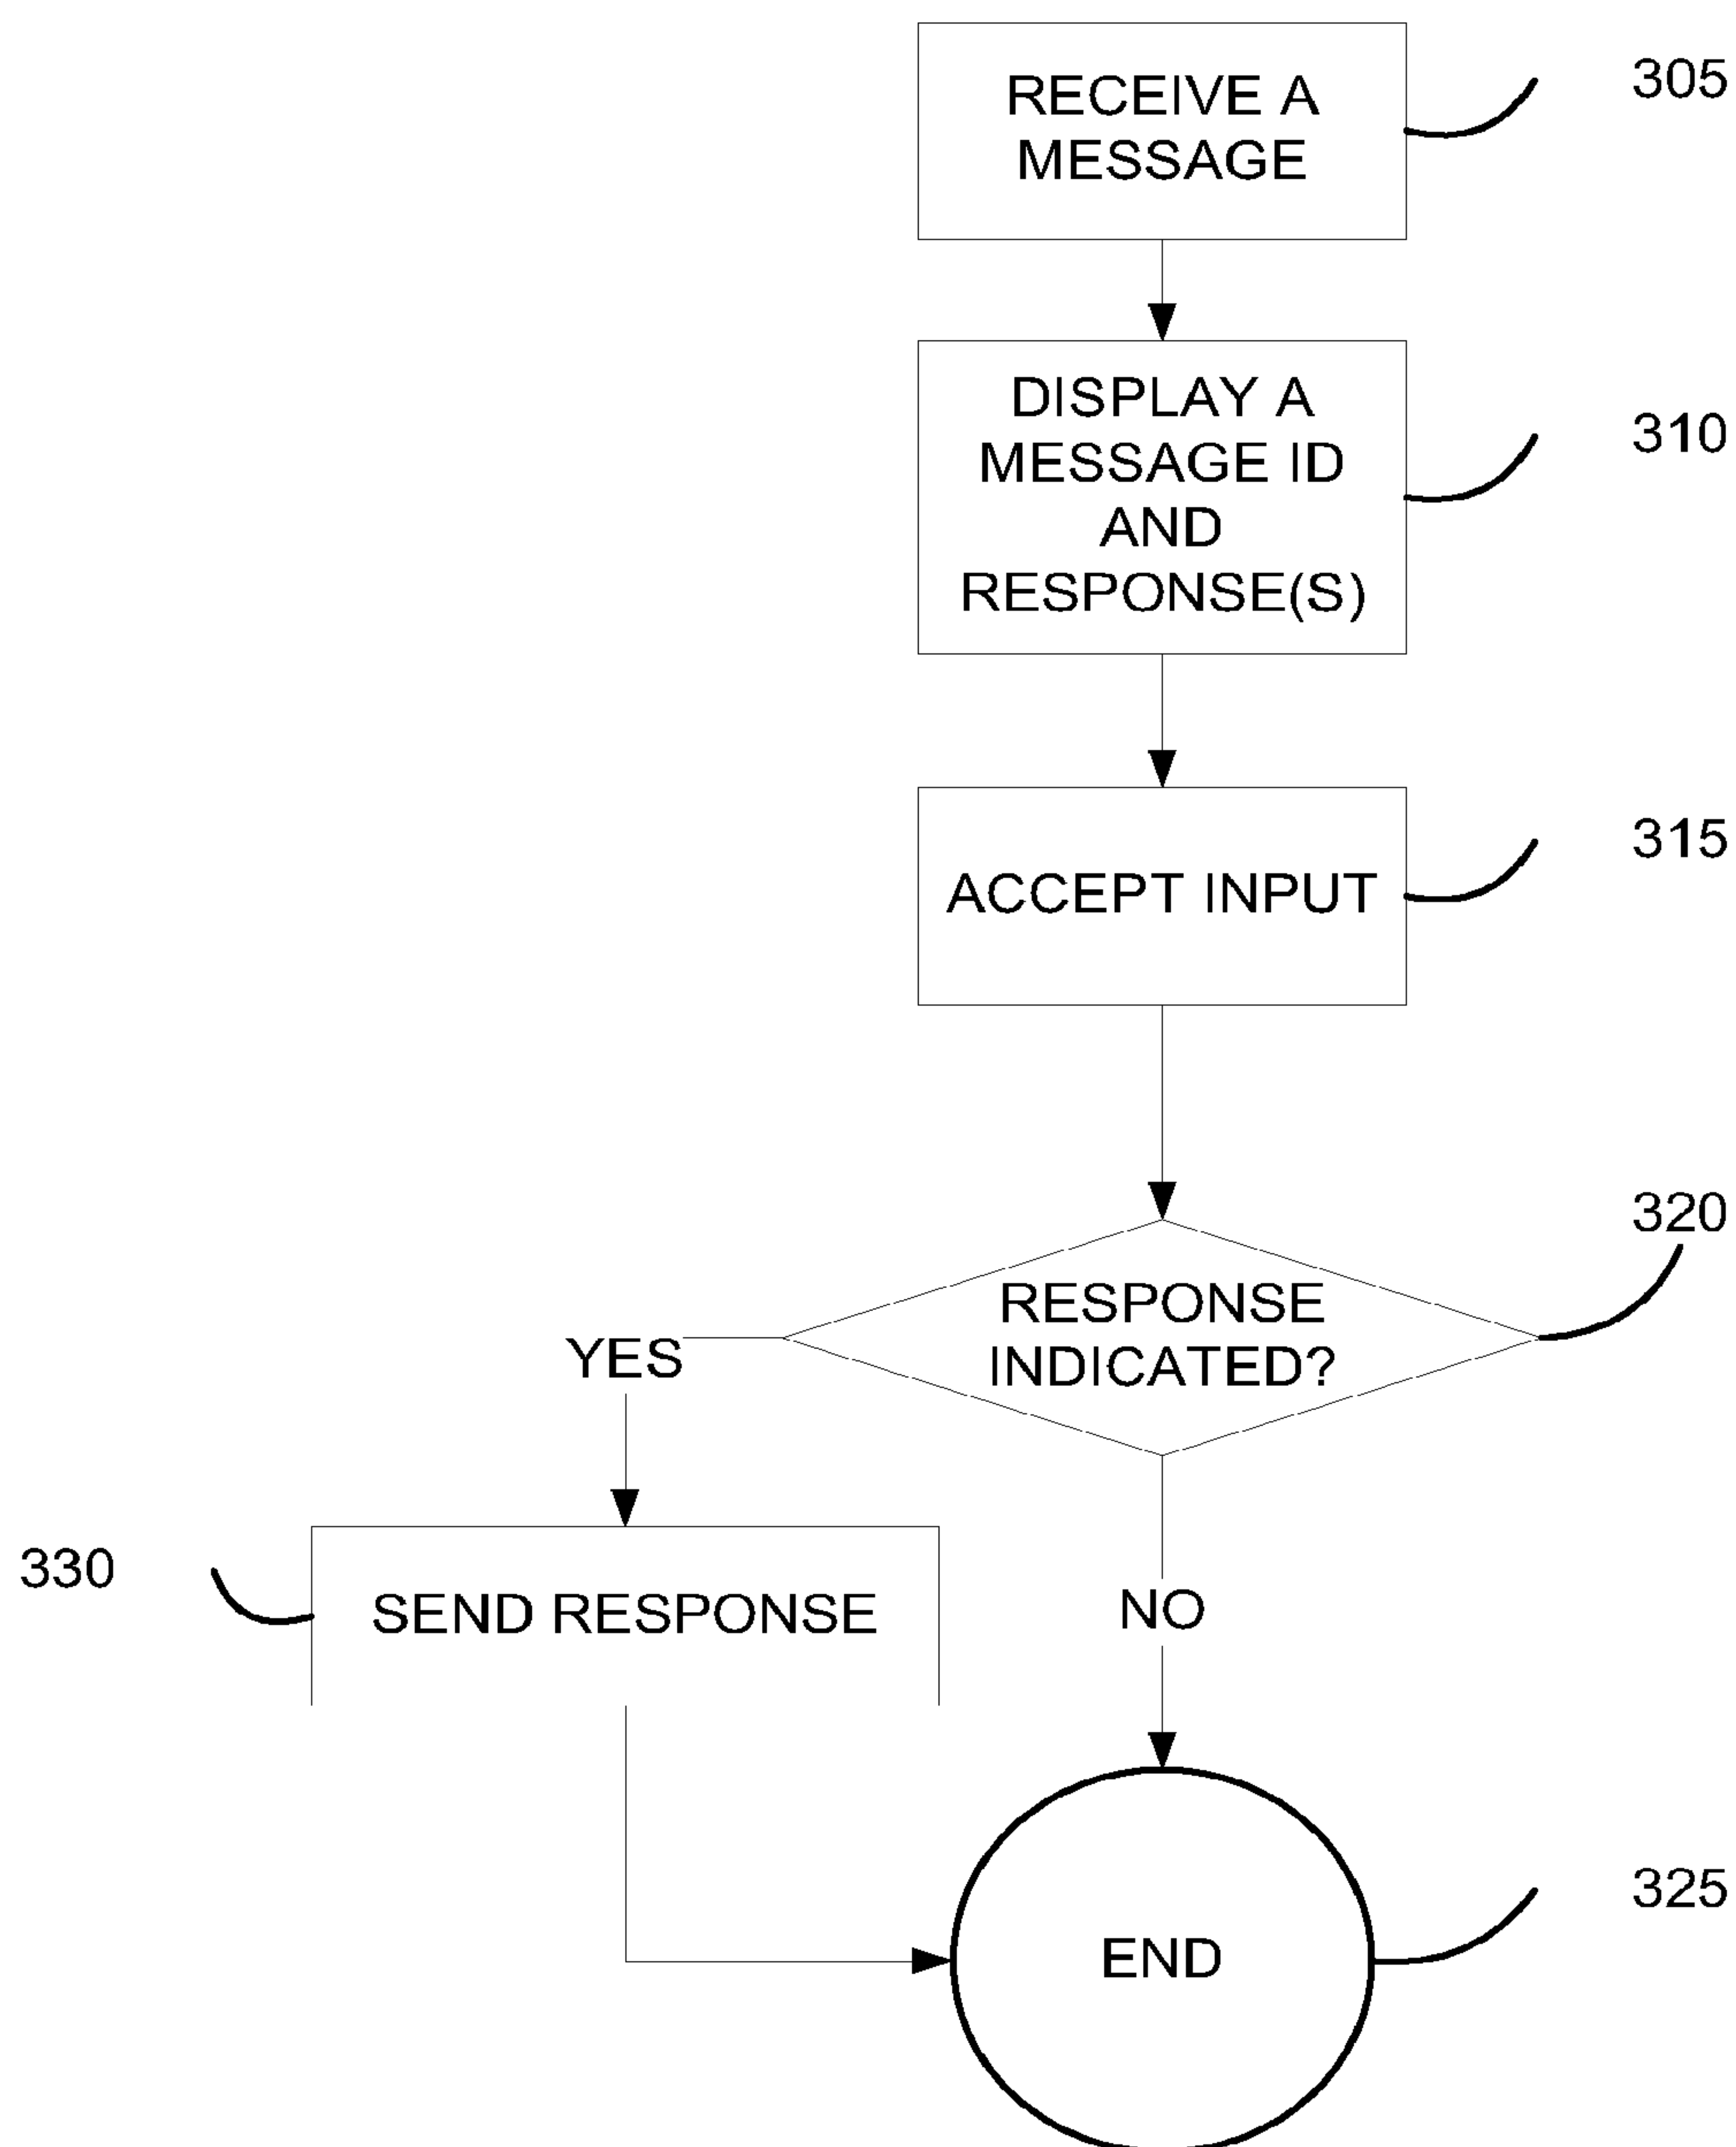 RECEIVE A
MESSAGE
305
DISPLAY A
MESSAGE ID
AND
RESPONSE(S)
310
ACCEPT INPUT
315
320
RESPONSE
INDICATED?
YES
330
SEND RESPONSE
NO
325
END